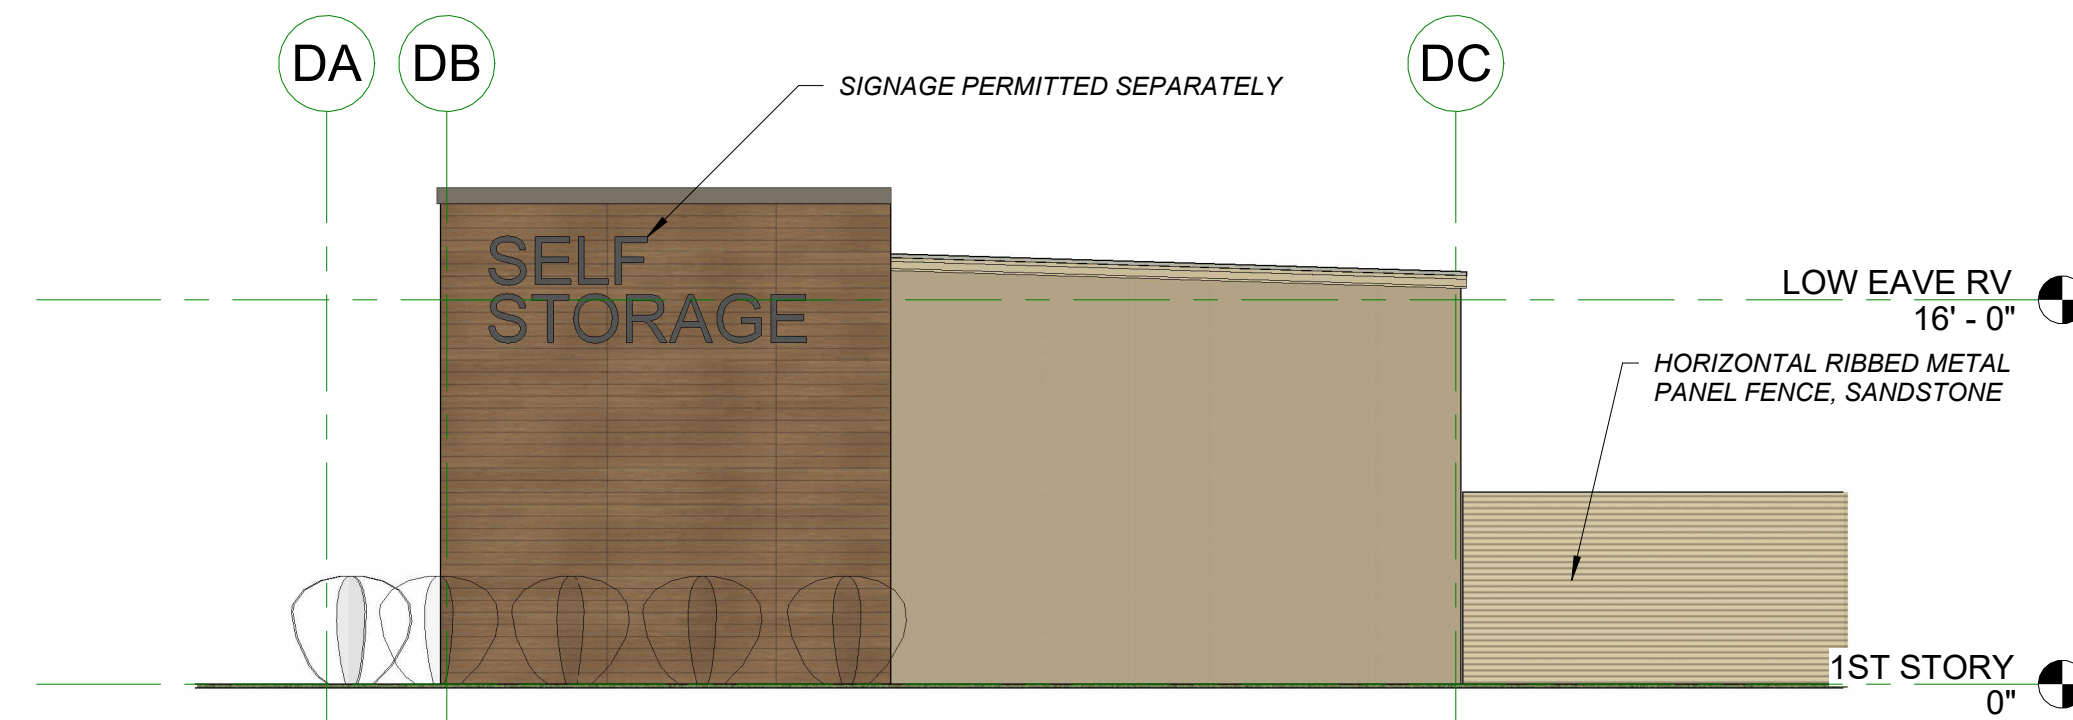 DA
DB
DC
SIGNAGE PERMITTED SEPARATELY
SELF
STORAGE
LOW EAVE RV
16' - 0"
HORIZONTAL RIBBED METAL
PANEL FENCE, SANDSTONE
1ST STORY
0"